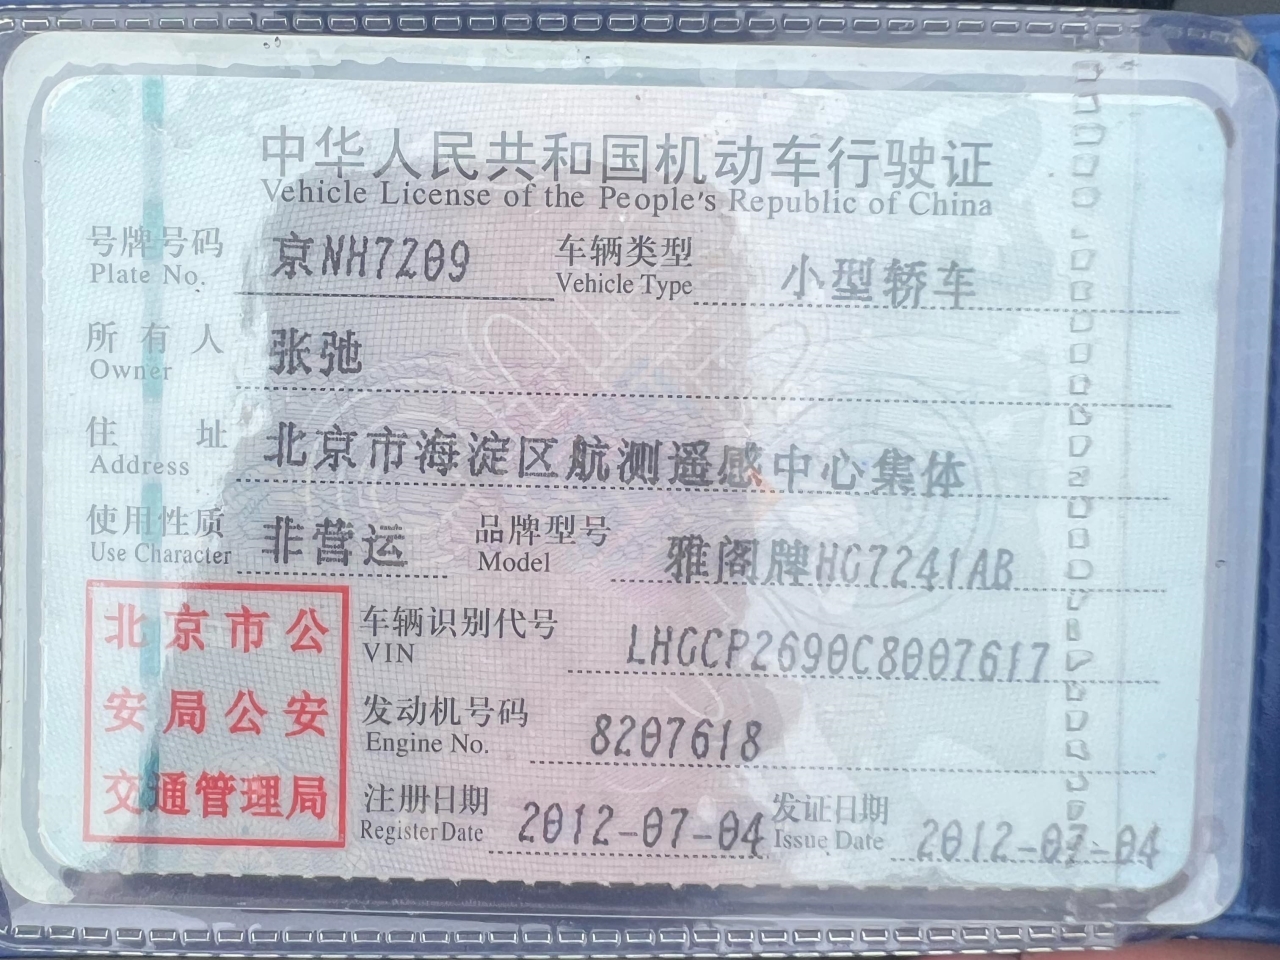 中华人民共和国机动车行驶证
Vehicle License of the People's Republic of China
号牌号码 京NH7209 车辆类型 小型轿车
Plate No. Vehicle Type
所有人 张弛
Owner
住址 北京市海淀区航测遥感中心集体
Address
使用性质 非营运 品牌型号 雅阁牌HG7241AB
Use Character Model
北京市公
安局公安
交通管理局
车辆识别代号 LHGCP2690C8007617
VIN
发动机号码 8207618
Engine No.
注册日期 2012-07-04 发证日期 2012-07-04
Register Date Issue Date